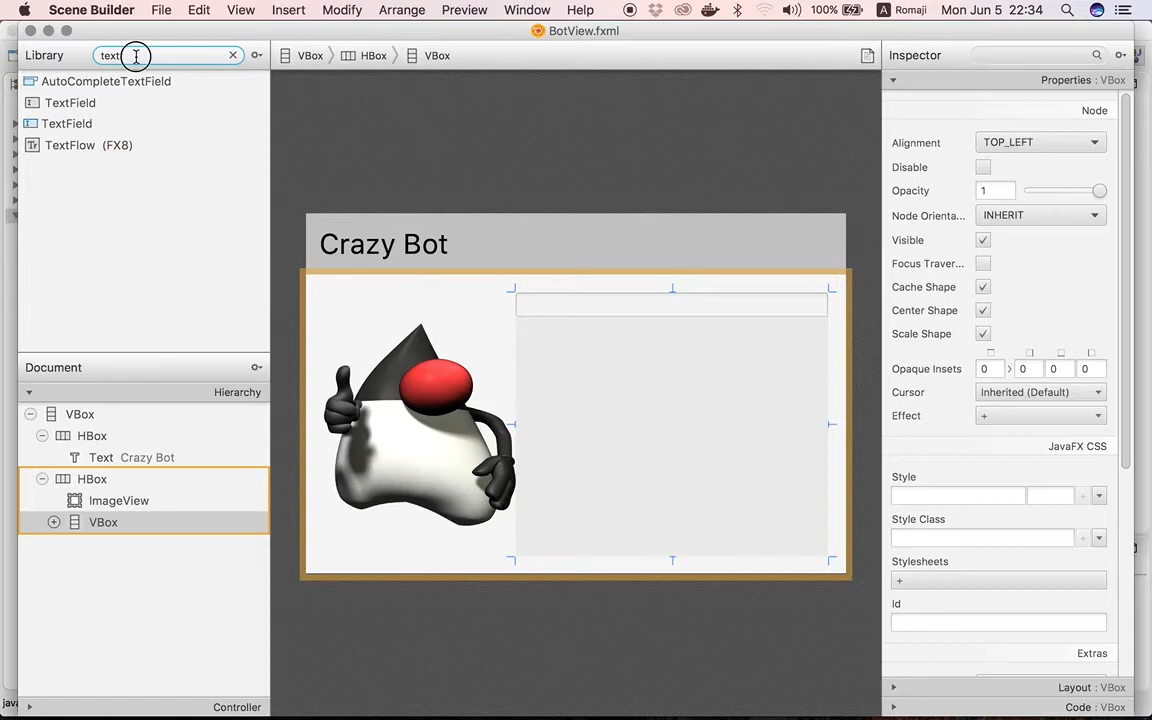 Scene Builder File Edit View Insert Modify Arrange Preview Window Help 100% A Romaji Mon Jun 5 22:34
BotView.fxml
Library text
VBox HBox VBox
Inspector
AutoCompleteTextField
TextField
TextField
TextFlow (FX8)
Document
Hierarchy
VBox
HBox
Text Crazy Bot
HBox
ImageView
VBox
Controller
Crazy Bot
Properties : VBox
Node
Alignment TOP_LEFT
Disable
Opacity 1
Node Orienta... INHERIT
Visible
Focus Traver...
Cache Shape
Center Shape
Scale Shape
Opaque Insets 0 0 0 0
Cursor Inherited (Default)
Effect +
JavaFX CSS
Style
Style Class
Stylesheets
+
Id
Extras
Layout : VBox
Code : VBox